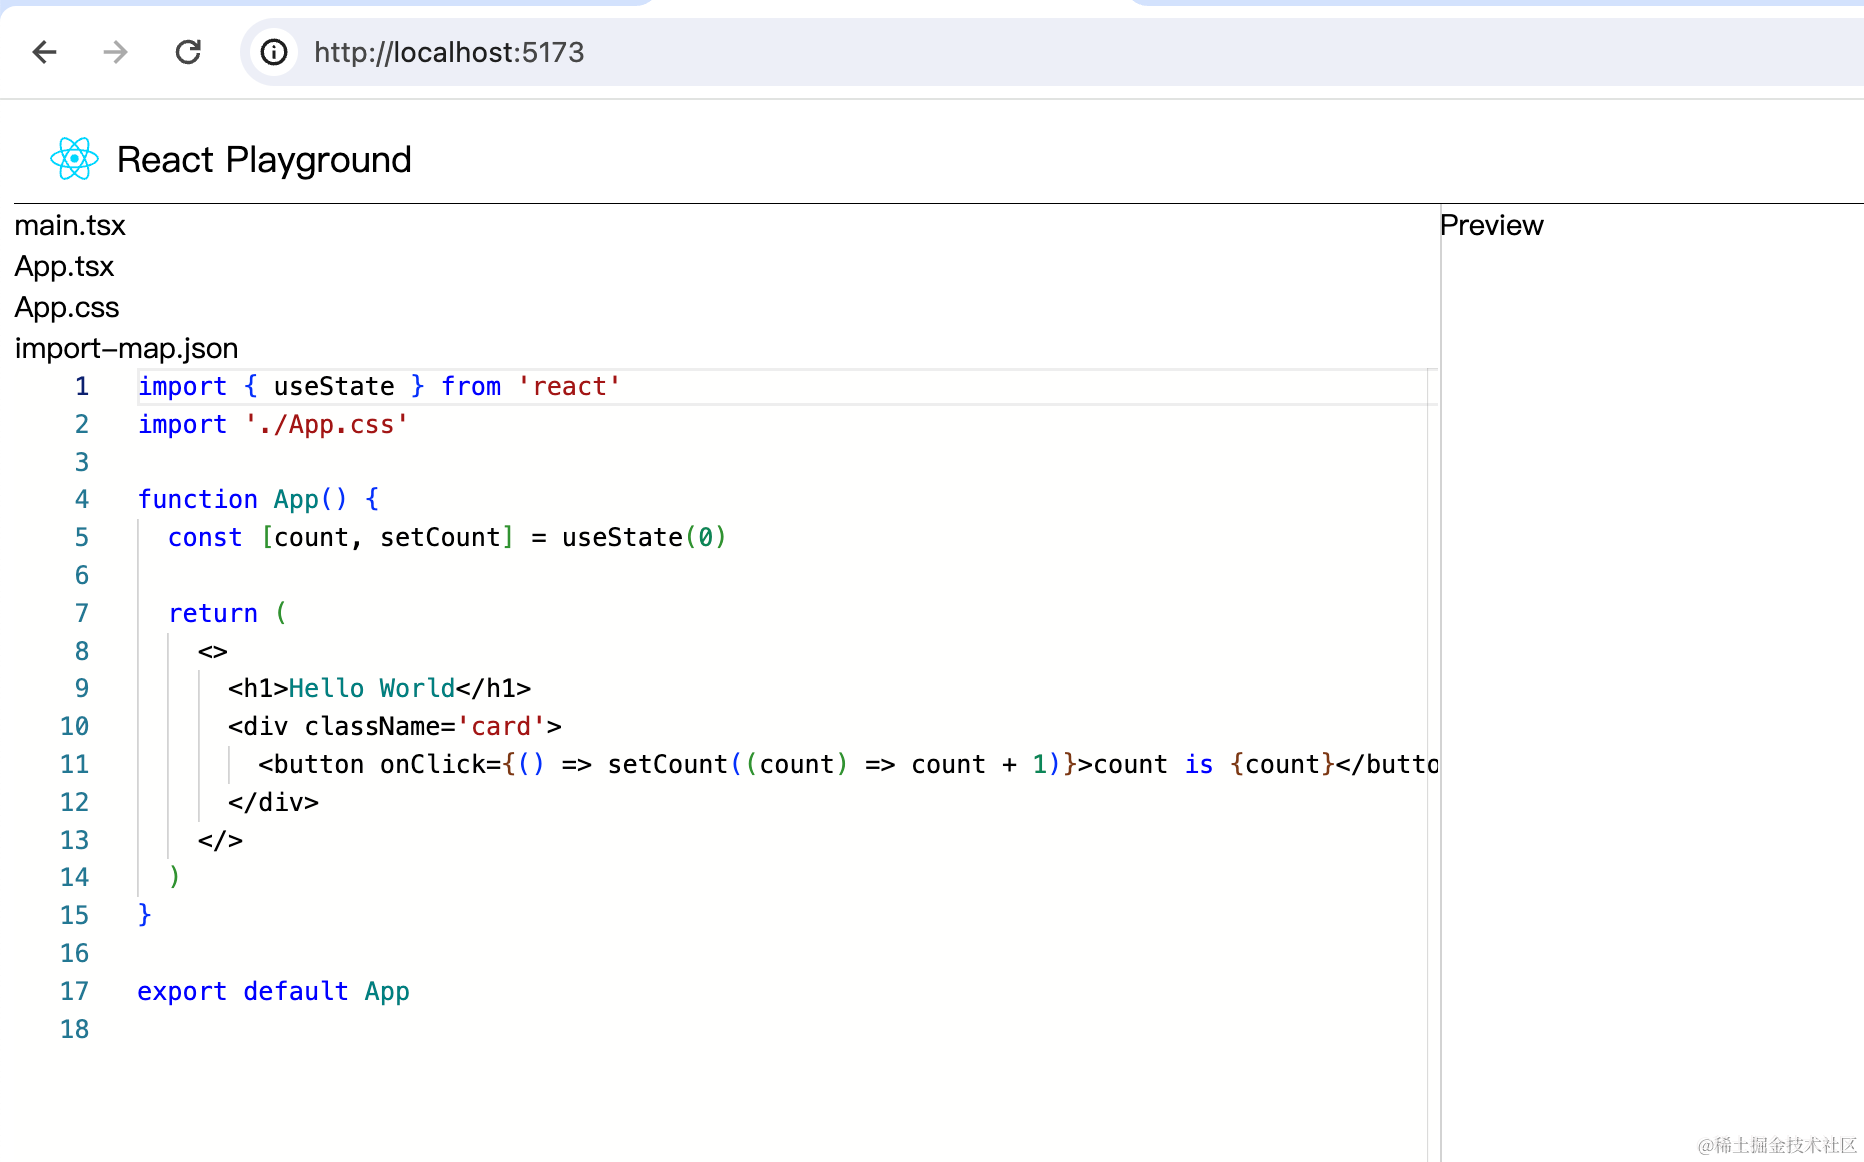 http://localhost:5173
React Playground
main.tsx
App.tsx
App.css
import-map.json
Preview
1 import { useState } from 'react'
2 import './App.css'
3
4 function App() {
5 const [count, setCount] = useState(0)
6
7 return (
8 <>
9 <h1>Hello World</h1>
10 <div className='card'>
11 <button onClick={() => setCount((count) => count + 1)}>count is {count}</butto
12 </div>
13 </>
14 )
15 }
16
17 export default App
18
@稀土掘金技术社区